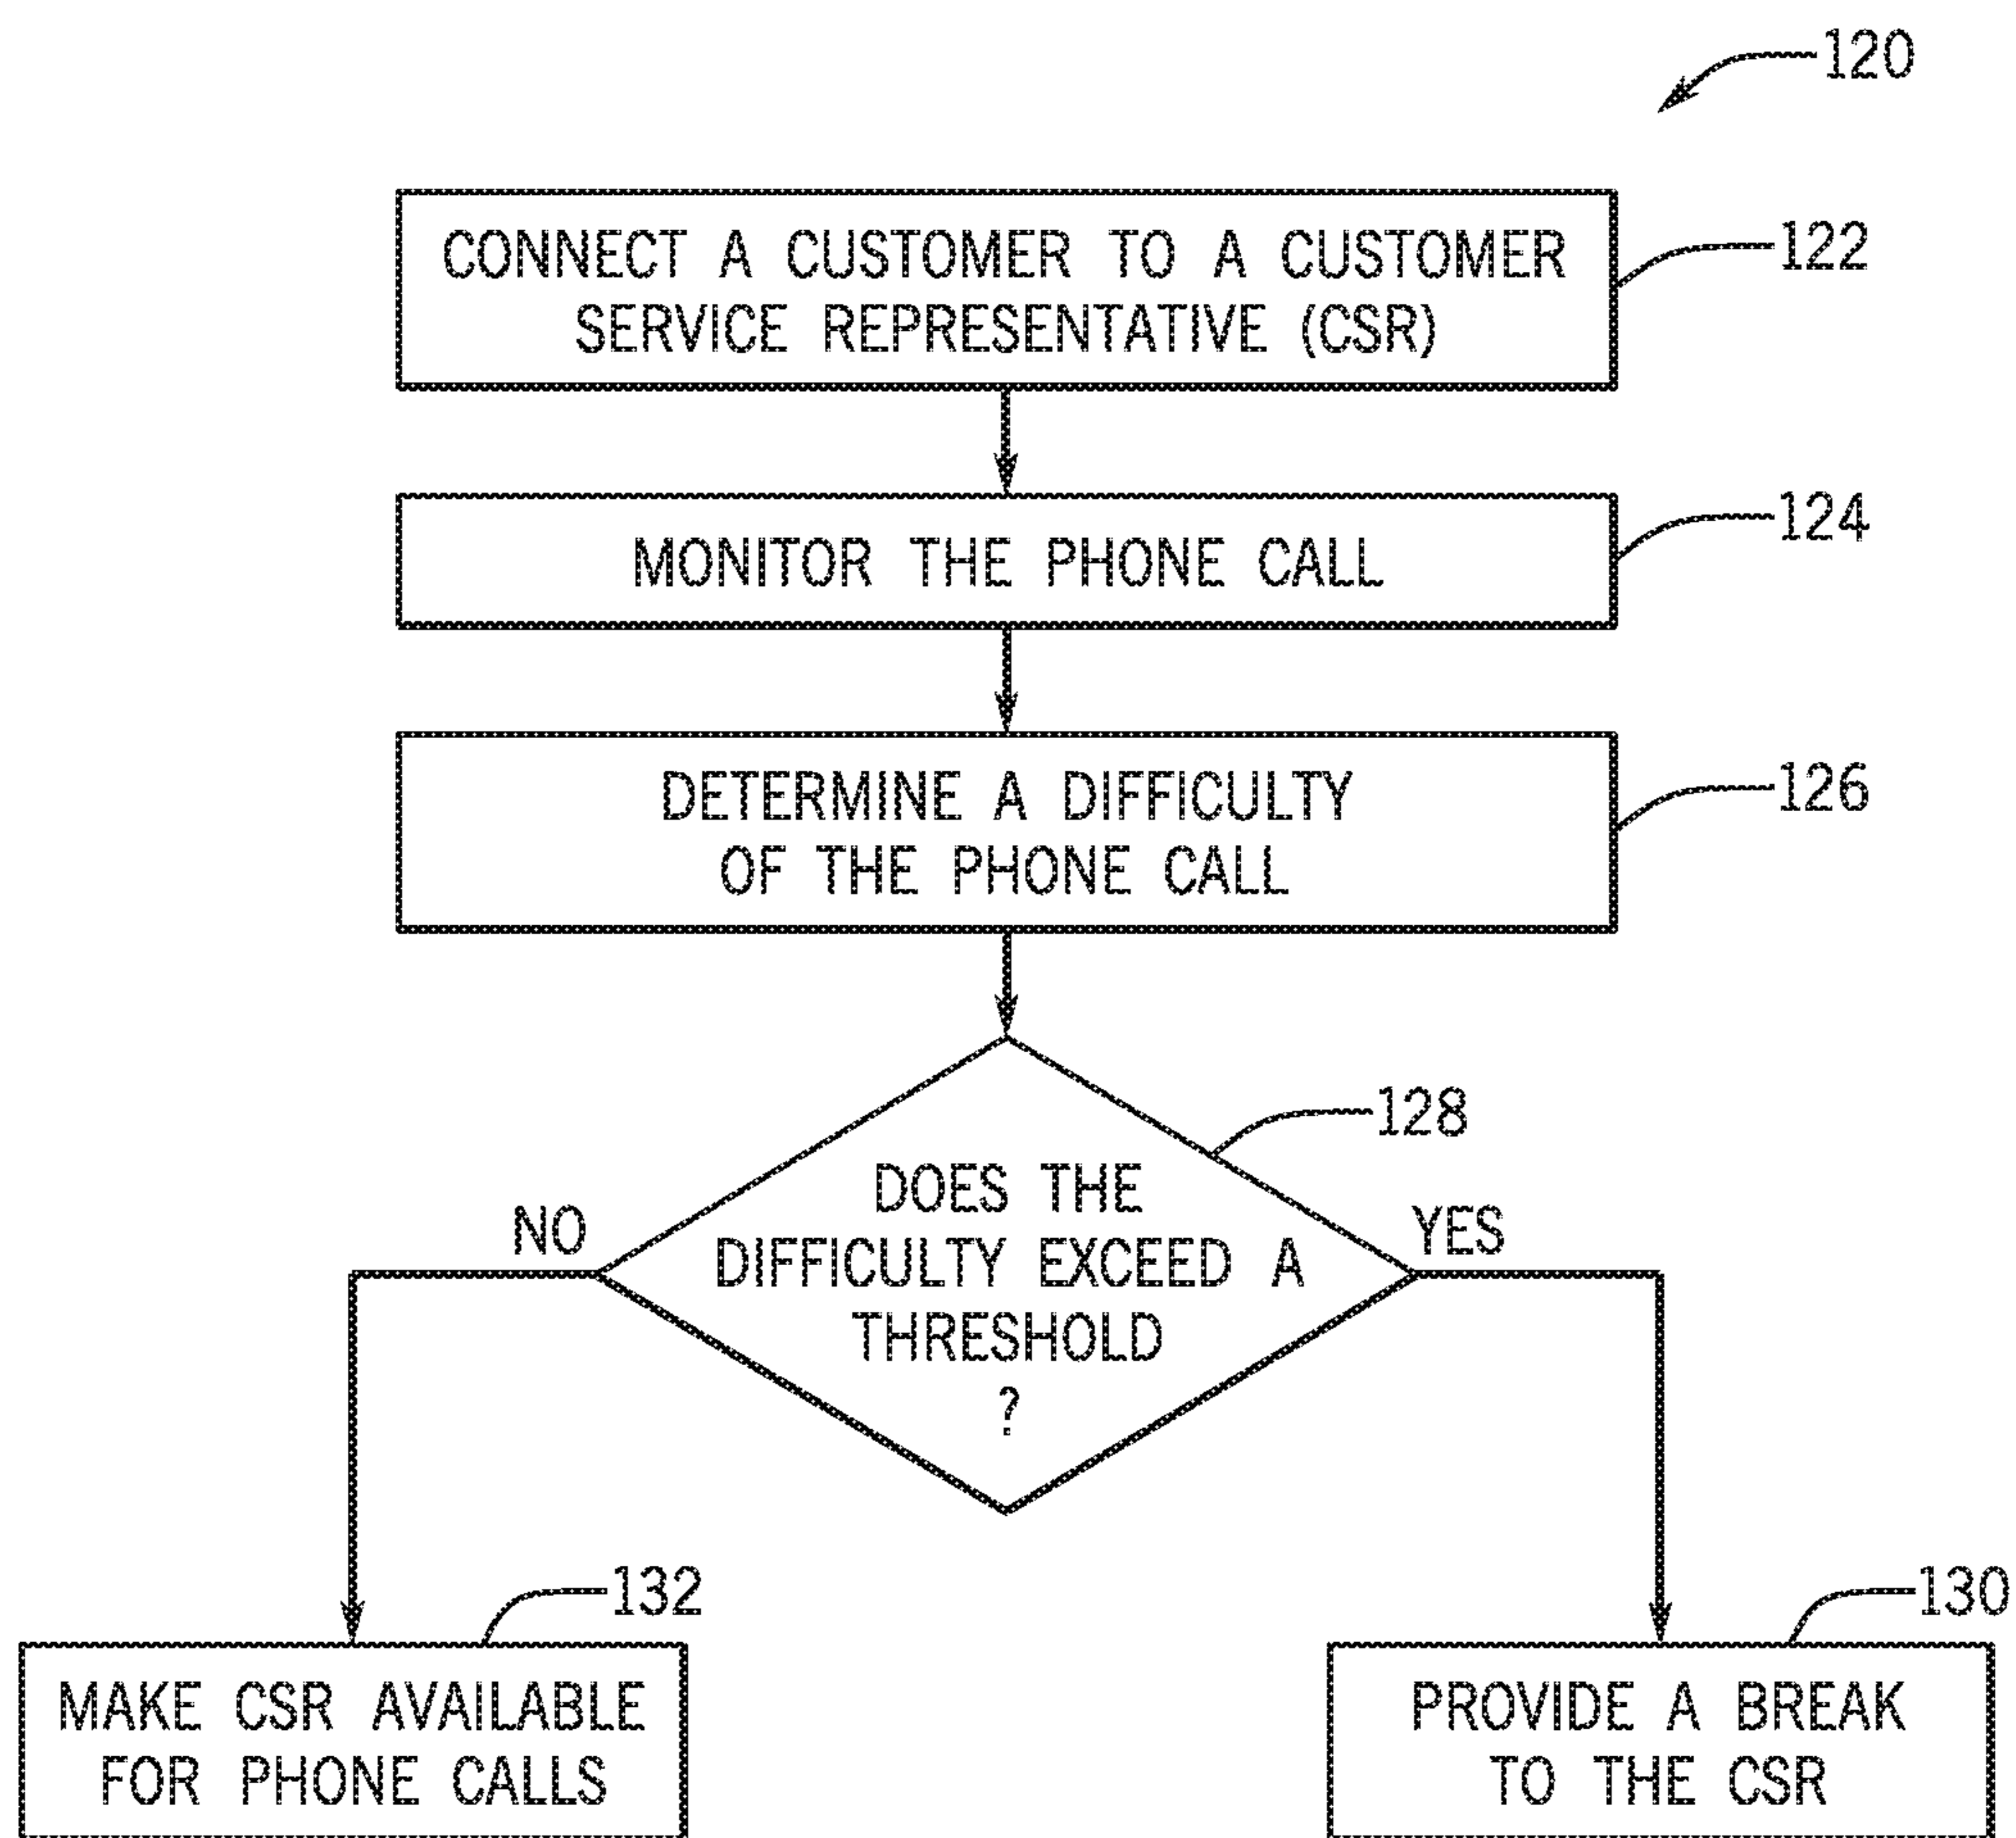 120
CONNECT A CUSTOMER TO A CUSTOMER
SERVICE REPRESENTATIVE (CSR)
122
MONITOR THE PHONE CALL
124
DETERMINE A DIFFICULTY
OF THE PHONE CALL
126
128
DOES THE
DIFFICULTY EXCEED A
THRESHOLD
?
NO
YES
132
MAKE CSR AVAILABLE
FOR PHONE CALLS
130
PROVIDE A BREAK
TO THE CSR